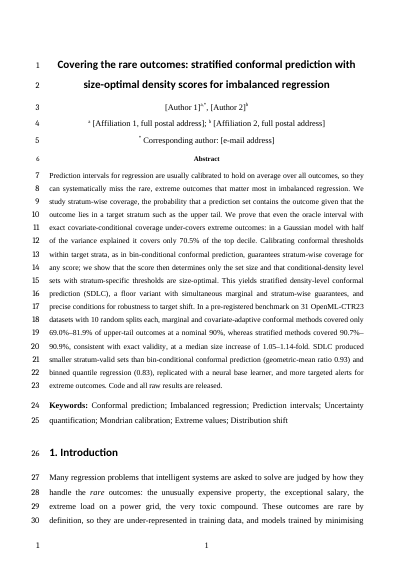 1 Covering the rare outcomes: stratified conformal prediction with
2 size-optimal density scores for imbalanced regression
3 [Author 1]a,*, [Author 2]b
4 a [Affiliation 1, full postal address]; b [Affiliation 2, full postal address]
5 * Corresponding author: [e-mail address]
6 Abstract
7 Prediction intervals for regression are usually calibrated to hold on average over all outcomes, so they
8 can systematically miss the rare, extreme outcomes that matter most in imbalanced regression. We
9 study stratum-wise coverage, the probability that a prediction set contains the outcome given that the
10 outcome lies in a target stratum such as the upper tail. We prove that even the oracle interval with
11 exact covariate-conditional coverage under-covers extreme outcomes: in a Gaussian model with half
12 of the variance explained it covers only 70.5% of the top decile. Calibrating conformal thresholds
13 within target strata, as in bin-conditional conformal prediction, guarantees stratum-wise coverage for
14 any score; we show that the score then determines only the set size and that conditional-density level
15 sets with stratum-specific thresholds are size-optimal. This yields stratified density-level conformal
16 prediction (SDLC), a floor variant with simultaneous marginal and stratum-wise guarantees, and
17 precise conditions for robustness to target shift. In a pre-registered benchmark on 31 OpenML-CTR23
18 datasets with 10 random splits each, marginal and covariate-adaptive conformal methods covered only
19 69.0%–81.9% of upper-tail outcomes at a nominal 90%, whereas stratified methods covered 90.7%–
20 90.9%, consistent with exact validity, at a median size increase of 1.05–1.14-fold. SDLC produced
21 smaller stratum-valid sets than bin-conditional conformal prediction (geometric-mean ratio 0.93) and
22 binned quantile regression (0.83), replicated with a neural base learner, and more targeted alerts for
23 extreme outcomes. Code and all raw results are released.
24 Keywords: Conformal prediction; Imbalanced regression; Prediction intervals; Uncertainty
25 quantification; Mondrian calibration; Extreme values; Distribution shift
26 1. Introduction
27 Many regression problems that intelligent systems are asked to solve are judged by how they
28 handle the rare outcomes: the unusually expensive property, the exceptional salary, the
29 extreme load on a power grid, the very toxic compound. These outcomes are rare by
30 definition, so they are under-represented in training data, and models trained by minimising
1 1